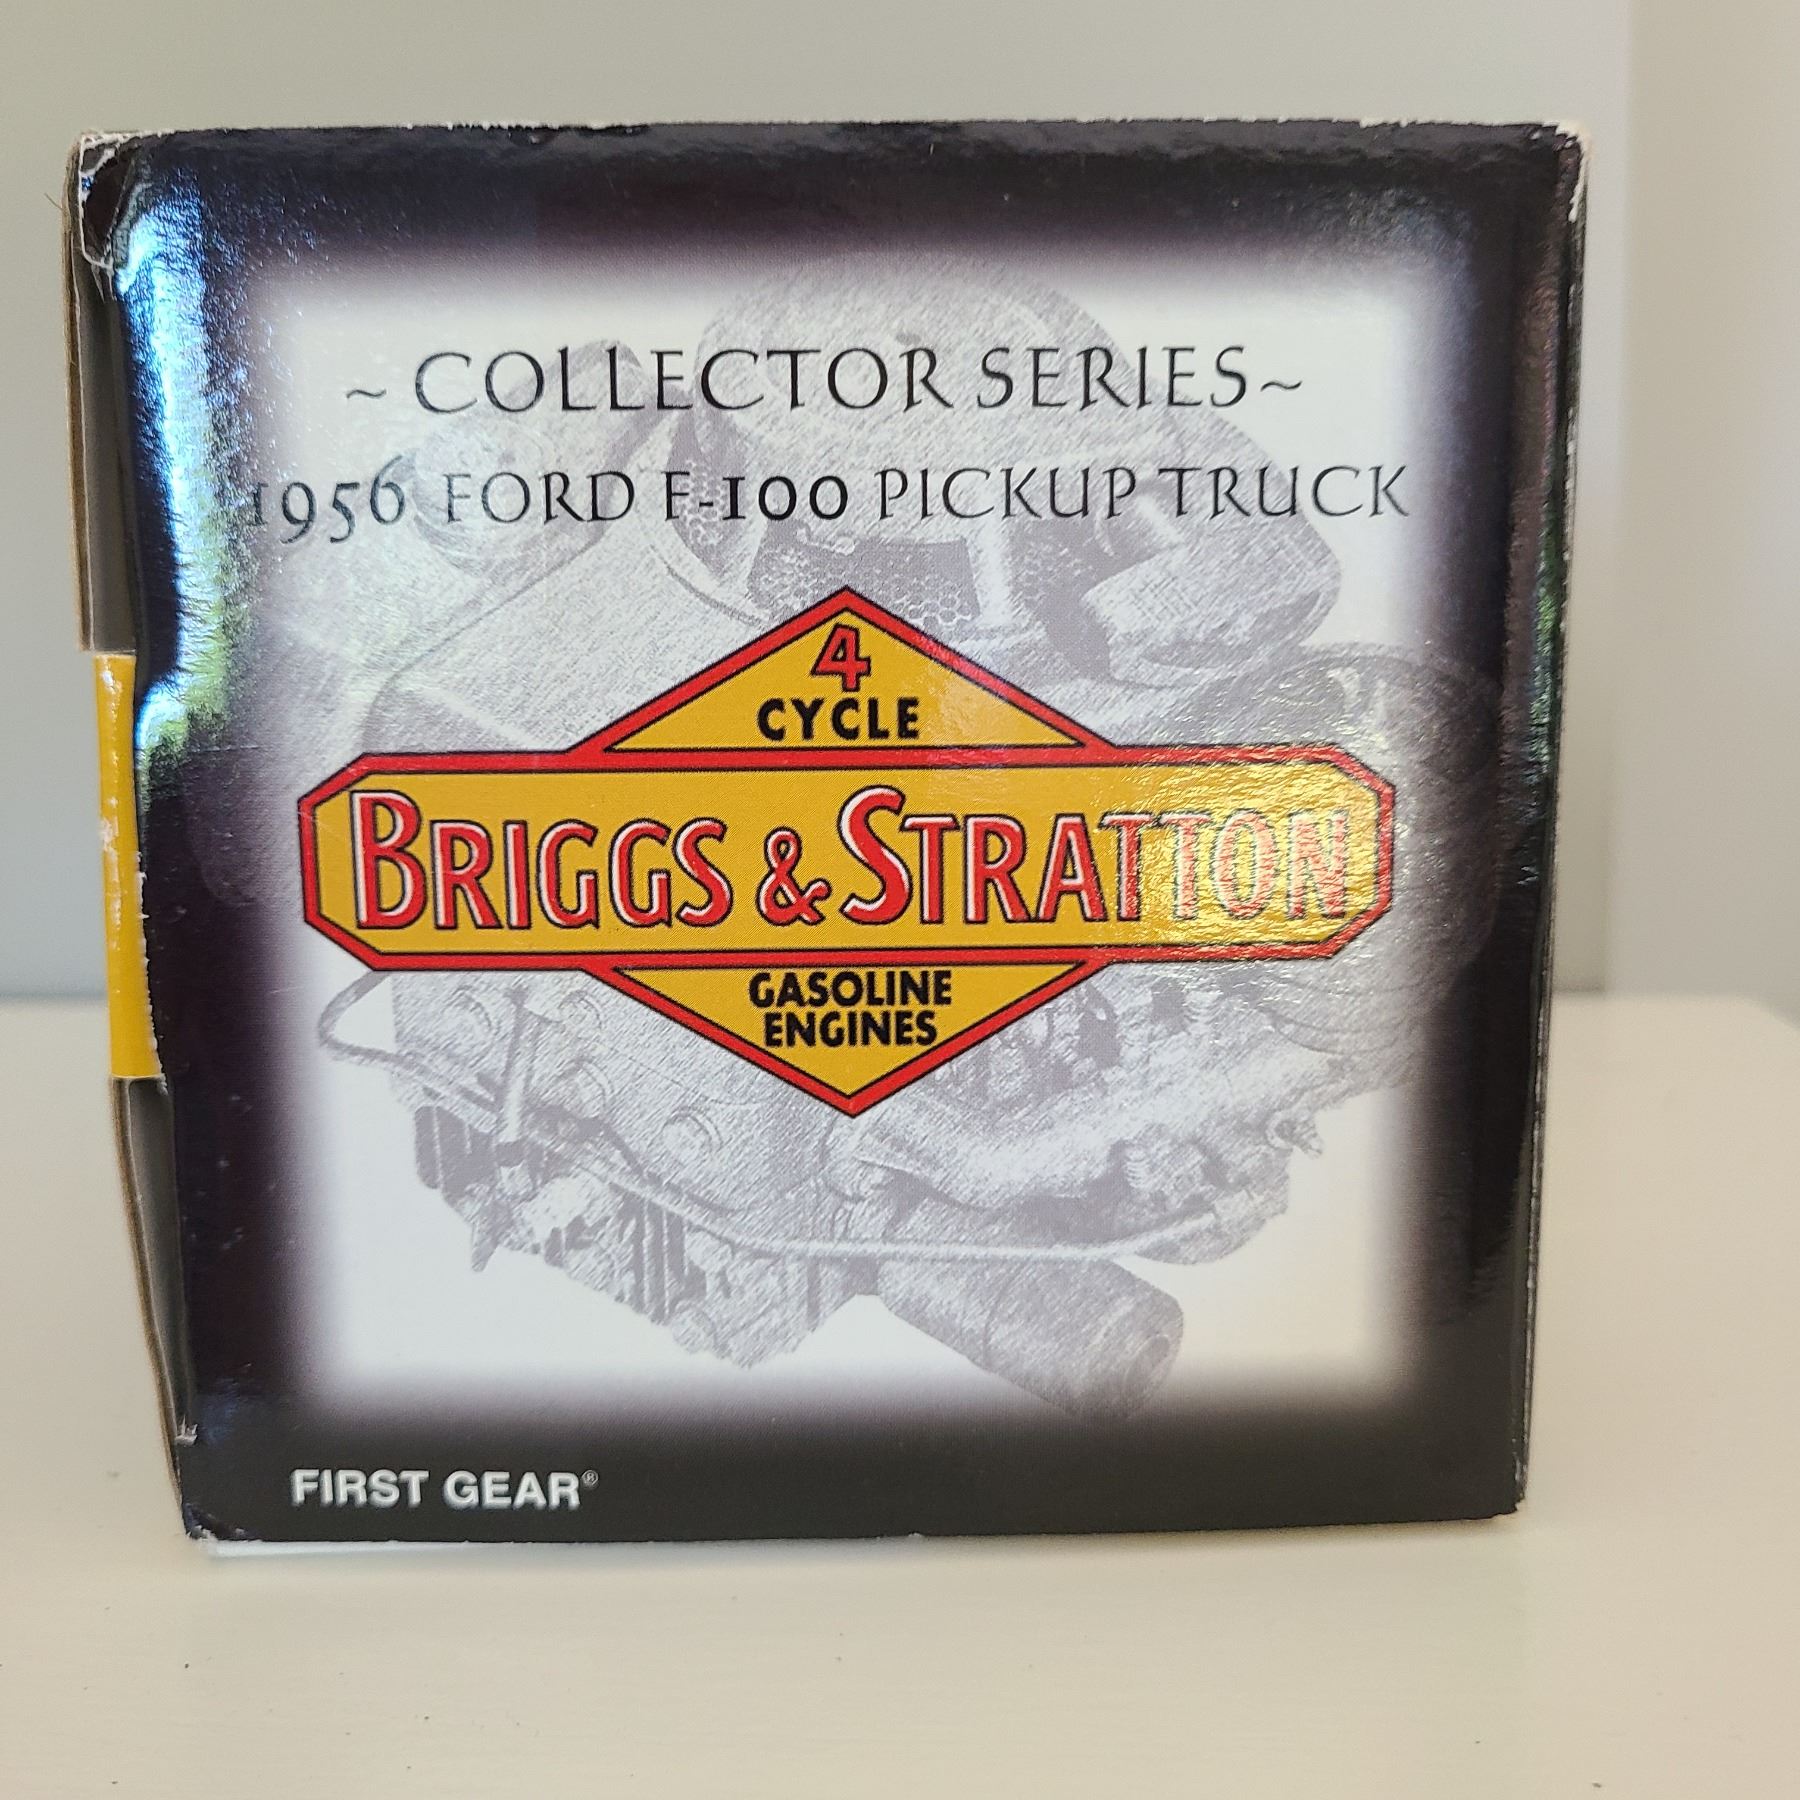 ~ COLLECTOR SERIES ~
1956 FORD F-100 PICKUP TRUCK
4
CYCLE
BRIGGS & STRATTON
GASOLINE
ENGINES
FIRST GEAR®